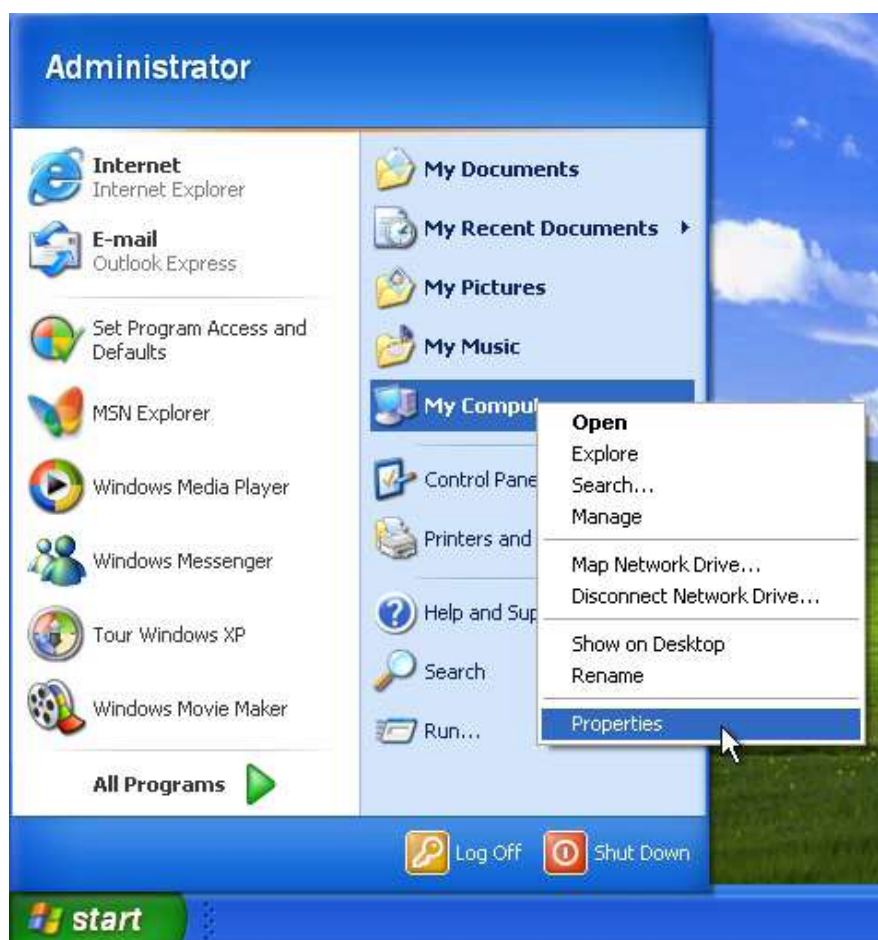 Administrator
Internet
Internet Explorer
E-mail
Outlook Express
Set Program Access and
Defaults
MSN Explorer
Windows Media Player
Windows Messenger
Tour Windows XP
Windows Movie Maker
All Programs
My Documents
My Recent Documents
My Pictures
My Music
My Comput
Control Pane
Printers and
Help and Sup
Search
Run...
Open
Explore
Search...
Manage
Map Network Drive...
Disconnect Network Drive...
Show on Desktop
Rename
Properties
Log Off
Shut Down
start